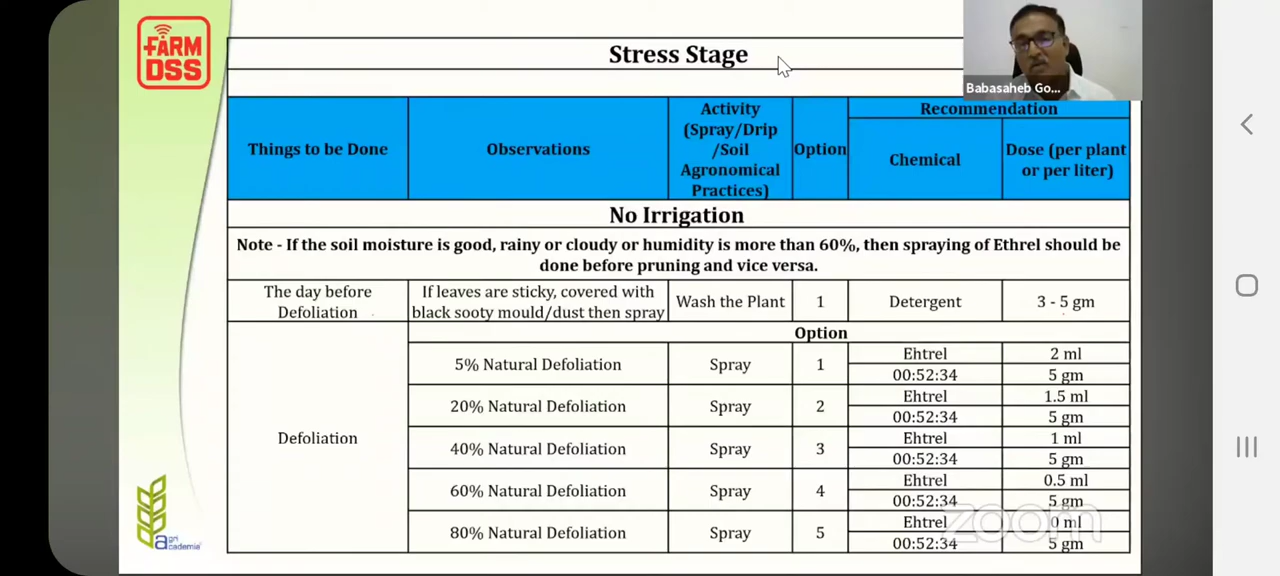 FARM
DSS
Stress Stage
Babasaheb Go...
Things to be Done
Observations
Activity
(Spray/Drip
/Soil
Agronomical
Practices)
Option
Recommendation
Chemical
Dose (per plant
or per liter)
No Irrigation
Note - If the soil moisture is good, rainy or cloudy or humidity is more than 60%, then spraying of Ethrel should be
done before pruning and vice versa.
The day before
Defoliation
If leaves are sticky, covered with
black sooty mould/dust then spray
Wash the Plant
1
Detergent
3 - 5 gm
Option
Defoliation
5% Natural Defoliation
Spray
1
Ehtrel
2 ml
00:52:34
5 gm
20% Natural Defoliation
Spray
2
Ehtrel
1.5 ml
00:52:34
5 gm
40% Natural Defoliation
Spray
3
Ehtrel
1 ml
00:52:34
5 gm
60% Natural Defoliation
Spray
4
Ehtrel
0.5 ml
00:52:34
5 gm
80% Natural Defoliation
Spray
5
Ehtrel
0 ml
00:52:34
5 gm
agri
academia
zoom